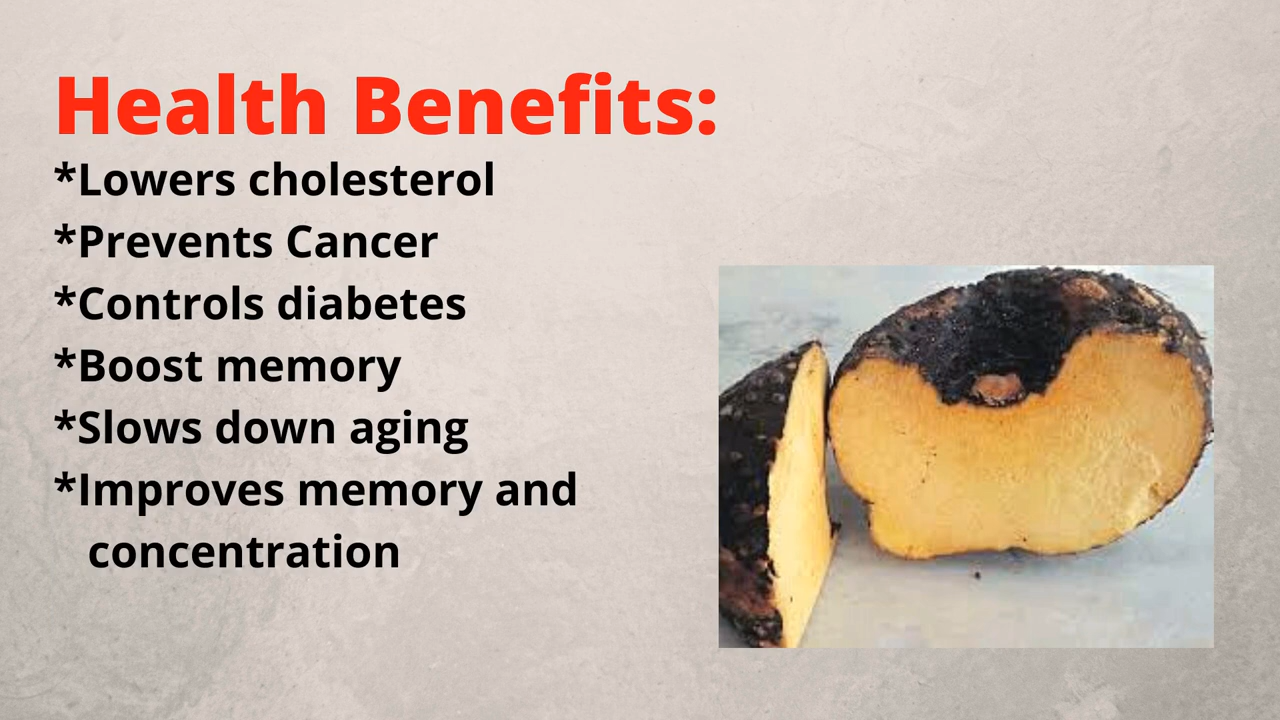 Health Benefits:
*Lowers cholesterol
*Prevents Cancer
*Controls diabetes
*Boost memory
*Slows down aging
*Improves memory and
concentration